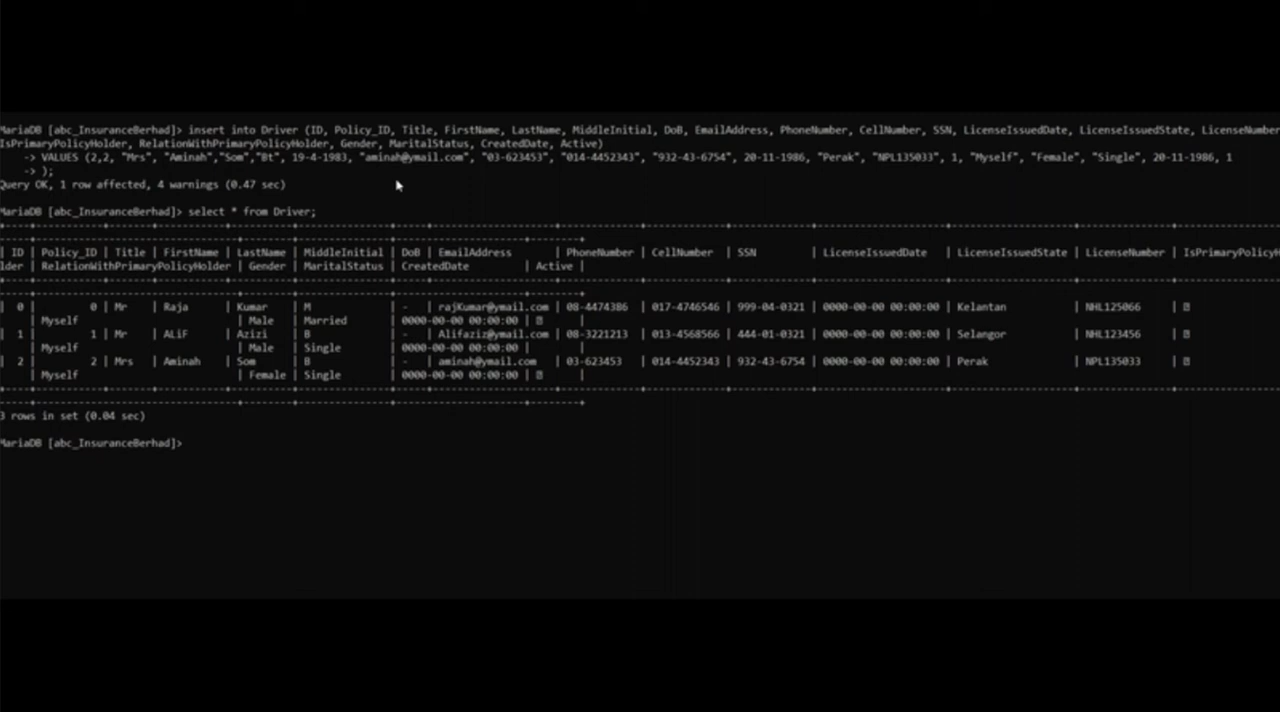 MariaDB [abc_InsuranceBerhad]> insert into Driver (ID, Policy_ID, Title, FirstName, LastName, MiddleInitial, DoB, EmailAddress, PhoneNumber, CellNumber, SSN, LicenseIssuedDate, LicenseIssuedState, LicenseNumber
IsPrimaryPolicyHolder, RelationWithPrimaryPolicyHolder, Gender, MaritalStatus, CreatedDate, Active)
-> VALUES (2,2, "Mrs", "Aminah","Som","Bt", 19-4-1983, "aminah@ymail.com", "03-623453", "014-4452343", "932-43-6754", 20-11-1986, "Perak", "NPL135033", 1, "Myself", "Female", "Single", 20-11-1986, 1
-> );
Query OK, 1 row affected, 4 warnings (0.47 sec)
MariaDB [abc_InsuranceBerhad]> select * from Driver;
| ID | Policy_ID | Title | FirstName | LastName | MiddleInitial | DoB | EmailAddress | PhoneNumber | CellNumber | SSN | LicenseIssuedDate | LicenseIssuedState | LicenseNumber | IsPrimaryPolicyH
lder | RelationWithPrimaryPolicyHolder | Gender | MaritalStatus | CreatedDate | Active |
| 0 | 0 | Mr | Raja | Kumar | M | - | rajKumar@ymail.com | 08-4474386 | 017-4746546 | 999-04-0321 | 0000-00-00 00:00:00 | Kelantan | NHL125066 |
| Myself | Male | Married | 0000-00-00 00:00:00 | |
| 1 | 1 | Mr | ALiF | Azizi | B | - | Alifaziz@ymail.com | 08-3221213 | 013-4568566 | 444-01-0321 | 0000-00-00 00:00:00 | Selangor | NHL123456 |
| Myself | Male | Single | 0000-00-00 00:00:00 | |
| 2 | 2 | Mrs | Aminah | Som | B | - | aminah@ymail.com | 03-623453 | 014-4452343 | 932-43-6754 | 0000-00-00 00:00:00 | Perak | NPL135033 |
| Myself | Female | Single | 0000-00-00 00:00:00 | |
3 rows in set (0.04 sec)
MariaDB [abc_InsuranceBerhad]>